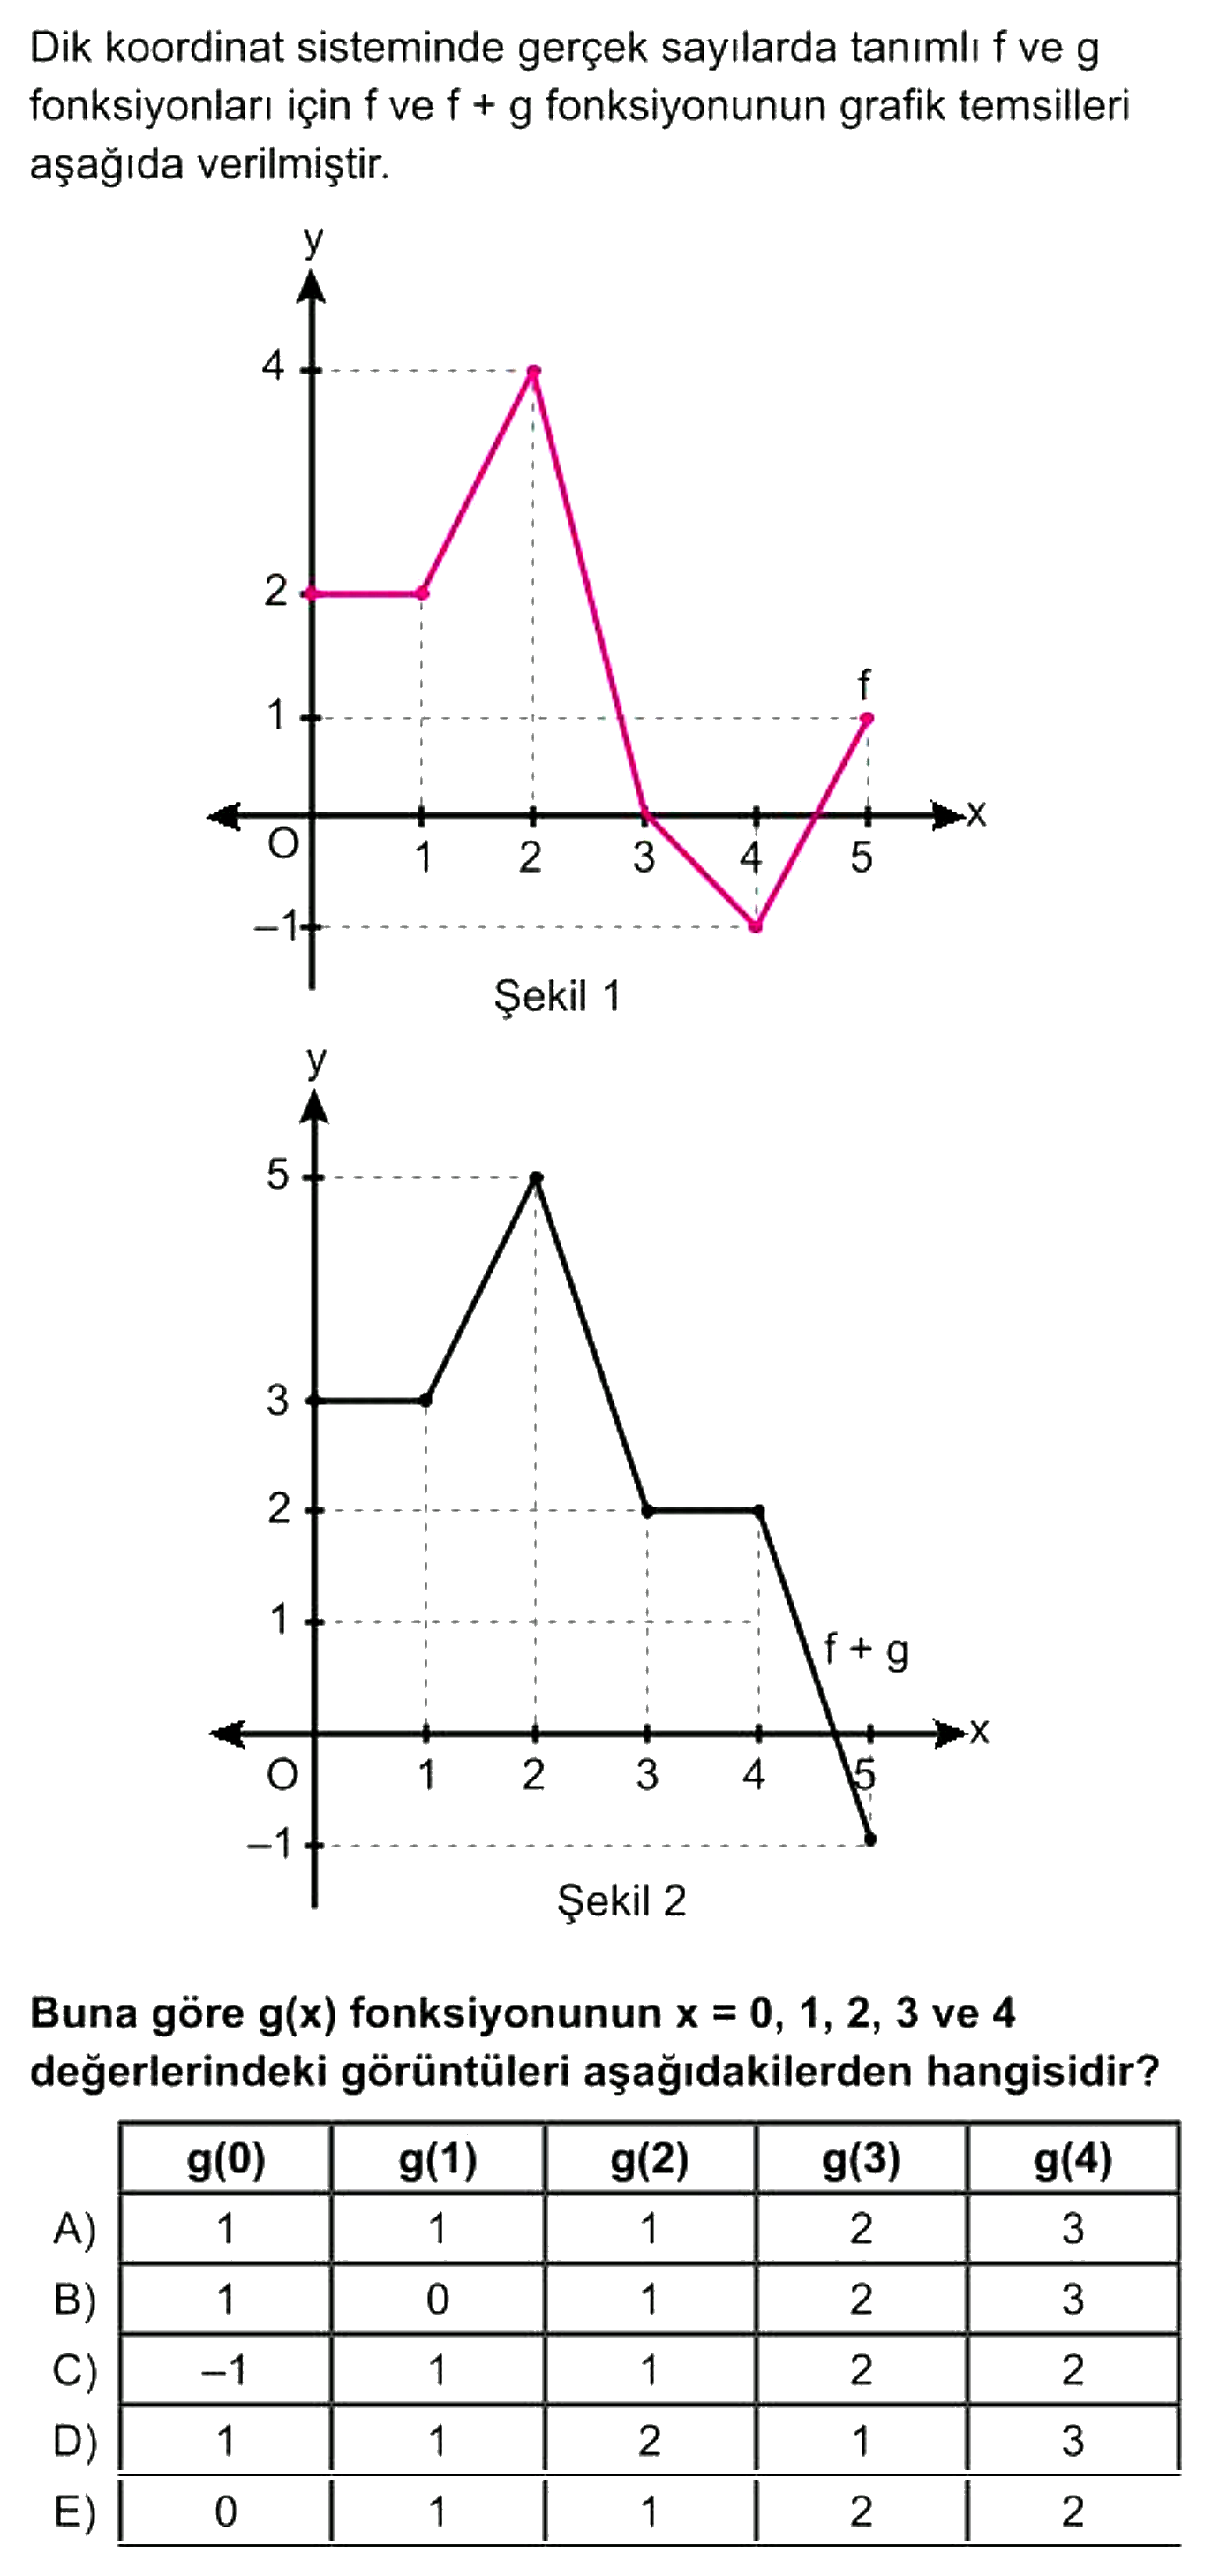 Dik koordinat sisteminde gerçek sayılarda tanımlı f ve g
fonksiyonları için f ve f + g fonksiyonunun grafik temsilleri
aşağıda verilmiştir.
y
4
2
1
f
x
O
1 2 3 4 5
–1
Şekil 1
y
5
3
2
1
f + g
x
O
1 2 3 4 5
–1
Şekil 2
Buna göre g(x) fonksiyonunun x = 0, 1, 2, 3 ve 4
değerlerindeki görüntüleri aşağıdakilerden hangisidir?
g(0) g(1) g(2) g(3) g(4)
A) 1 1 1 2 3
B) 1 0 1 2 3
C) –1 1 1 2 2
D) 1 1 2 1 3
E) 0 1 1 2 2